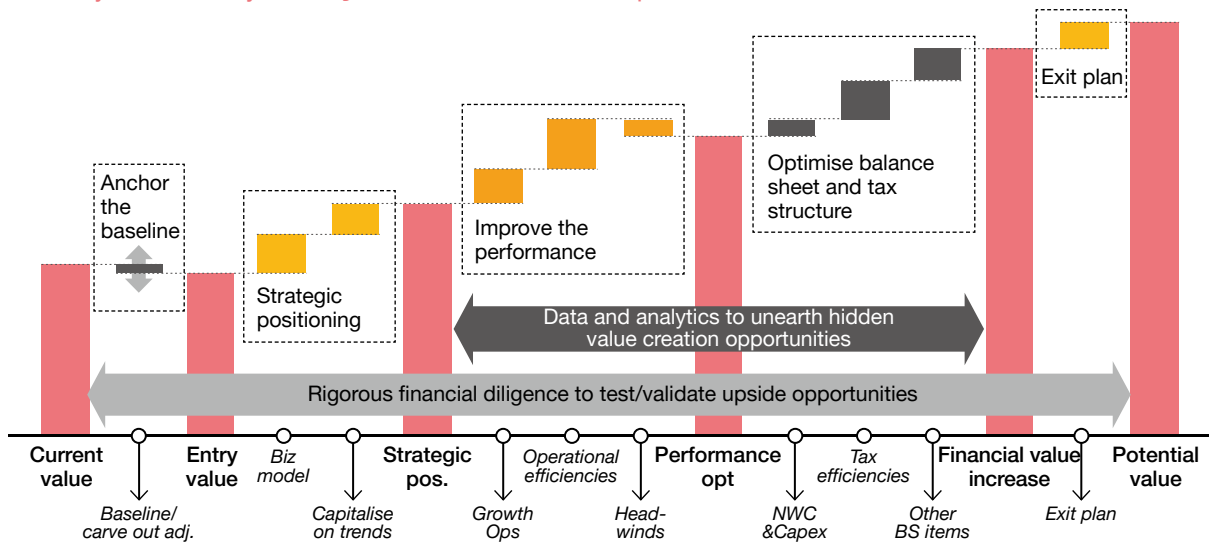 Exit plan
Anchor
the
baseline
Optimise balance
sheet and tax
structure
Improve the
performance
Strategic
positioning
Data and analytics to unearth hidden
value creation opportunities
Rigorous financial diligence to test/validate upside opportunities
Current
value
Baseline/
carve out adj.
Entry
value
Biz
model
Capitalise
on trends
Strategic
pos.
Growth
Ops
Operational
efficiencies
Head-
winds
Performance
opt
NWC
&Capex
Tax
efficiencies
Other
BS items
Financial value
increase
Exit plan
Potential
value